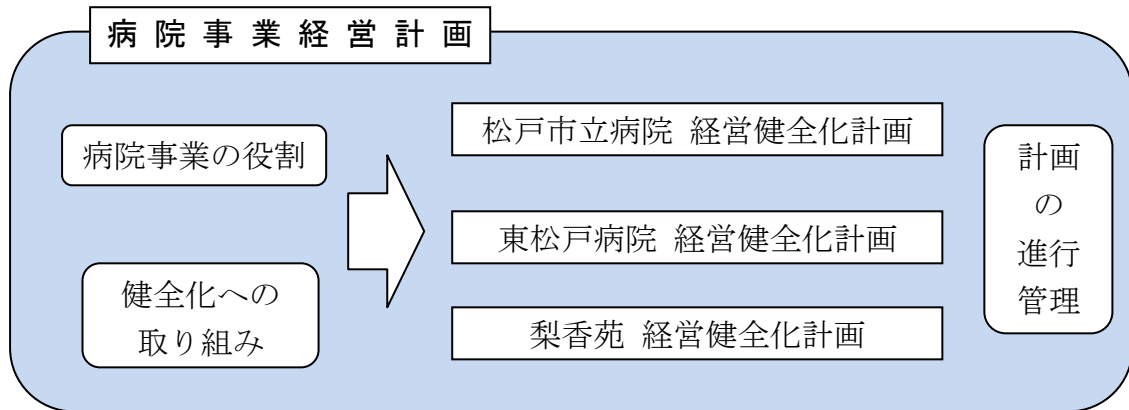 病院事業経営計画
病院事業の役割
健全化への
取り組み
松戸市立病院 経営健全化計画
東松戸病院 経営健全化計画
梨香苑 経営健全化計画
計画
の
進行
管理